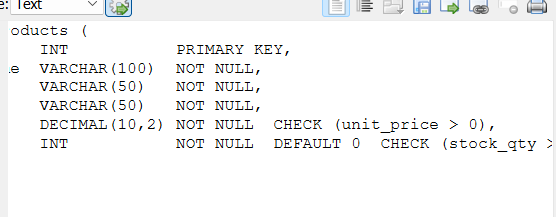 e: Text
oducts (
INT PRIMARY KEY,
e VARCHAR(100) NOT NULL,
VARCHAR(50) NOT NULL,
VARCHAR(50) NOT NULL,
DECIMAL(10,2) NOT NULL CHECK (unit_price > 0),
INT NOT NULL DEFAULT 0 CHECK (stock_qty >